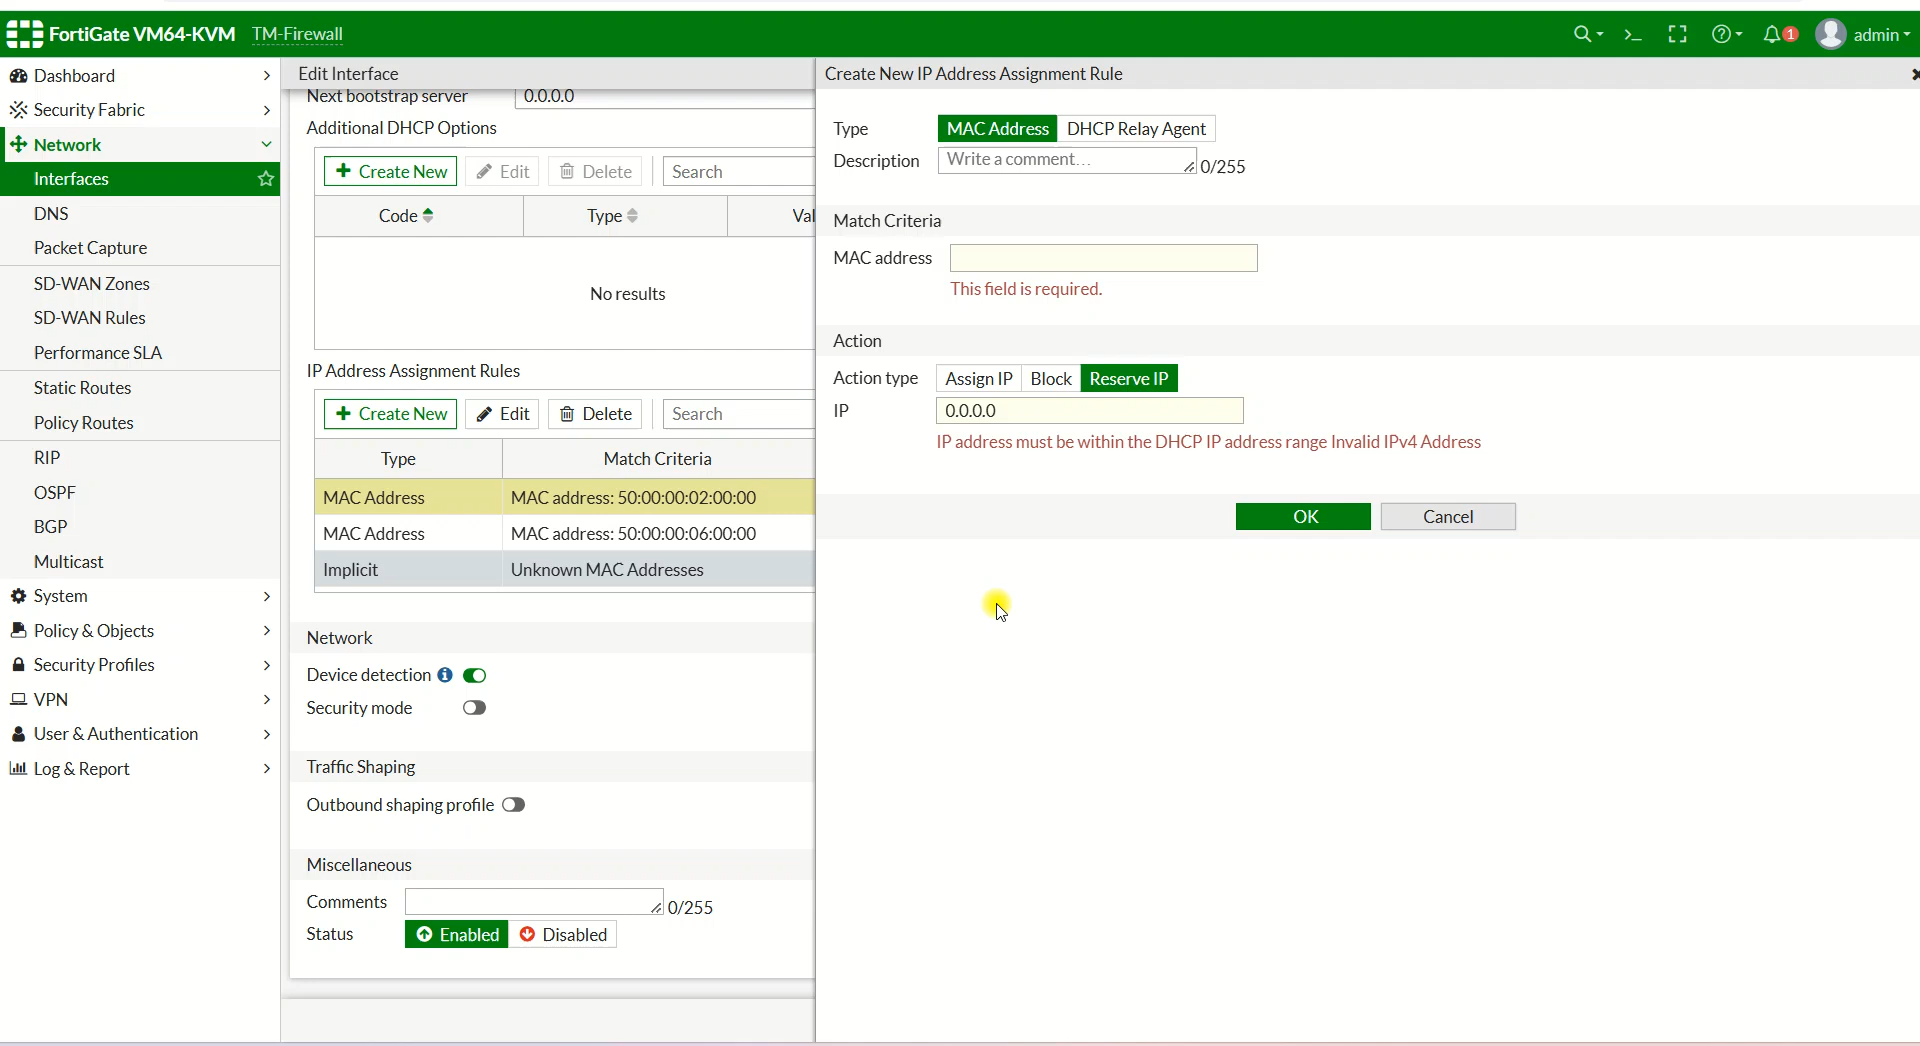 FortiGate VM64-KVM TM-Firewall
1 admin
Dashboard
Security Fabric
Network
Interfaces
DNS
Packet Capture
SD-WAN Zones
SD-WAN Rules
Performance SLA
Static Routes
Policy Routes
RIP
OSPF
BGP
Multicast
System
Policy & Objects
Security Profiles
VPN
User & Authentication
Log & Report
Edit Interface
Next bootstrap server 0.0.0.0
Additional DHCP Options
Create New Edit Delete Search
Code Type Val
No results
IP Address Assignment Rules
Create New Edit Delete Search
Type Match Criteria
MAC Address MAC address: 50:00:00:02:00:00
MAC Address MAC address: 50:00:00:06:00:00
Implicit Unknown MAC Addresses
Network
Device detection
Security mode
Traffic Shaping
Outbound shaping profile
Miscellaneous
Comments 0/255
Status Enabled Disabled
Create New IP Address Assignment Rule
Type MAC Address DHCP Relay Agent
Description Write a comment... 0/255
Match Criteria
MAC address
This field is required.
Action
Action type Assign IP Block Reserve IP
IP 0.0.0.0
IP address must be within the DHCP IP address range Invalid IPv4 Address
OK Cancel